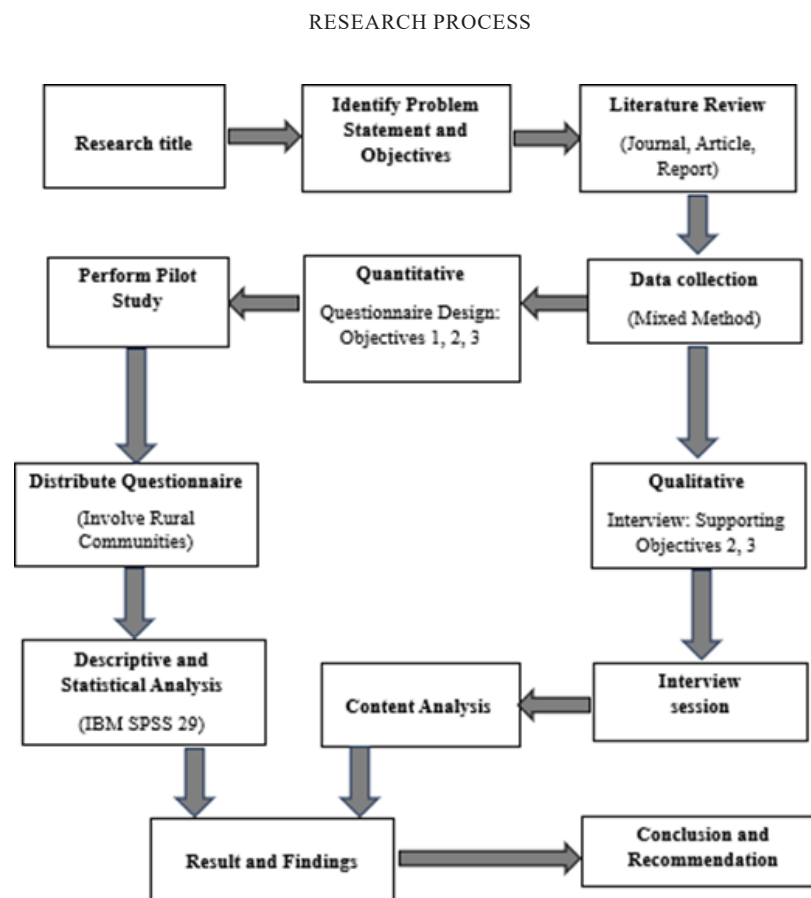 RESEARCH PROCESS
Research title
Identify Problem
Statement and
Objectives
Literature Review
(Journal, Article,
Report)
Data collection
(Mixed Method)
Quantitative
Questionnaire Design:
Objectives 1, 2, 3
Perform Pilot
Study
Distribute Questionnaire
(Involve Rural
Communities)
Descriptive and
Statistical Analysis
(IBM SPSS 29)
Qualitative
Interview: Supporting
Objectives 2, 3
Interview
session
Content Analysis
Result and Findings
Conclusion and
Recommendation